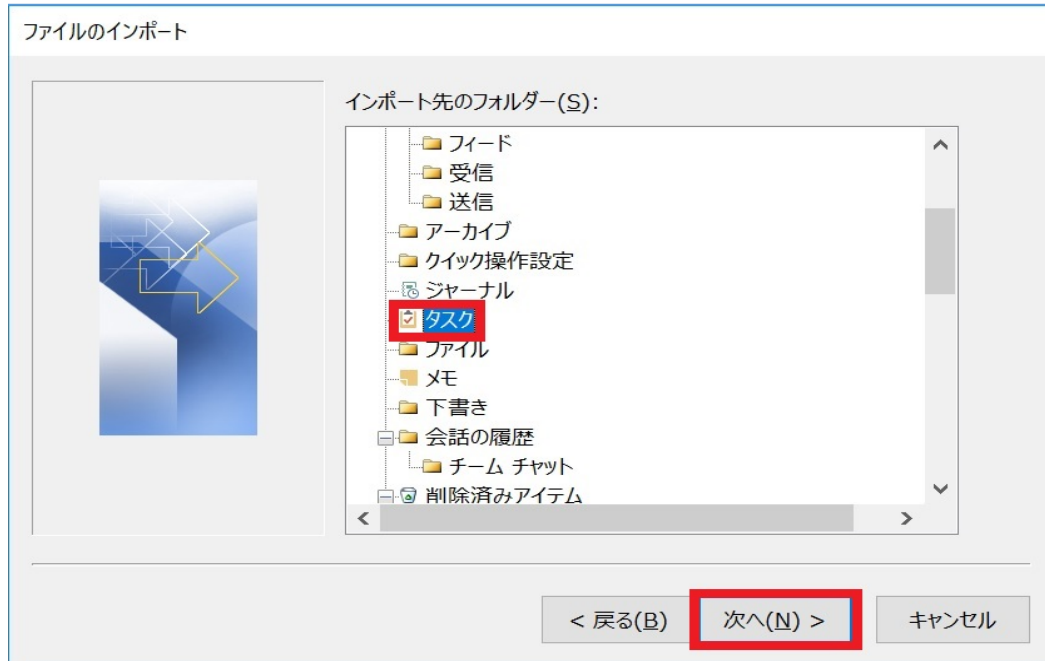 ファイルのインポート
インポート先のフォルダー(S):
フィード
受信
送信
アーカイブ
クイック操作設定
ジャーナル
タスク
ファイル
メモ
下書き
会話の履歴
チーム チャット
削除済みアイテム
< 戻る(B) 次へ(N) > キャンセル